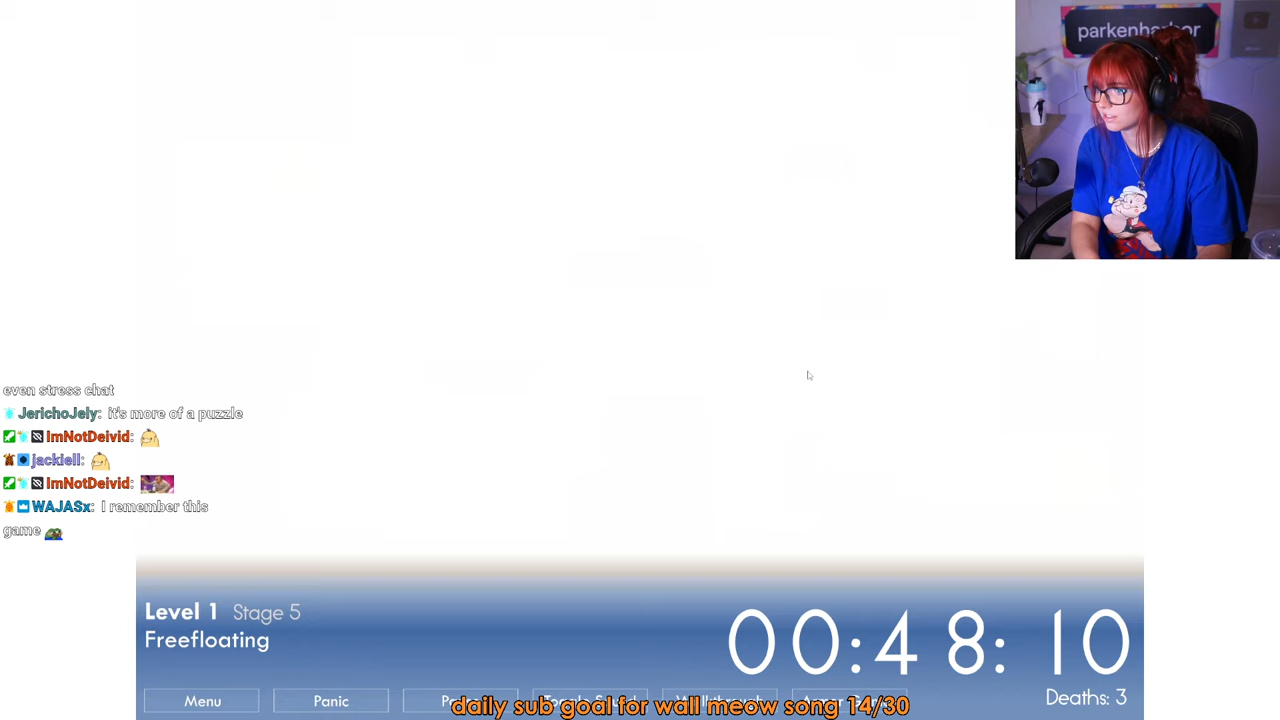 parkenharbor
even stress chat
JerichoJely: it's more of a puzzle
ImNotDeivid:
jackiell:
ImNotDeivid:
WAJASx: I remember this
game
Level 1 Stage 5
Freefloating
00:48:10
Deaths: 3
Menu
Panic
daily sub goal for wall meow song 14/30